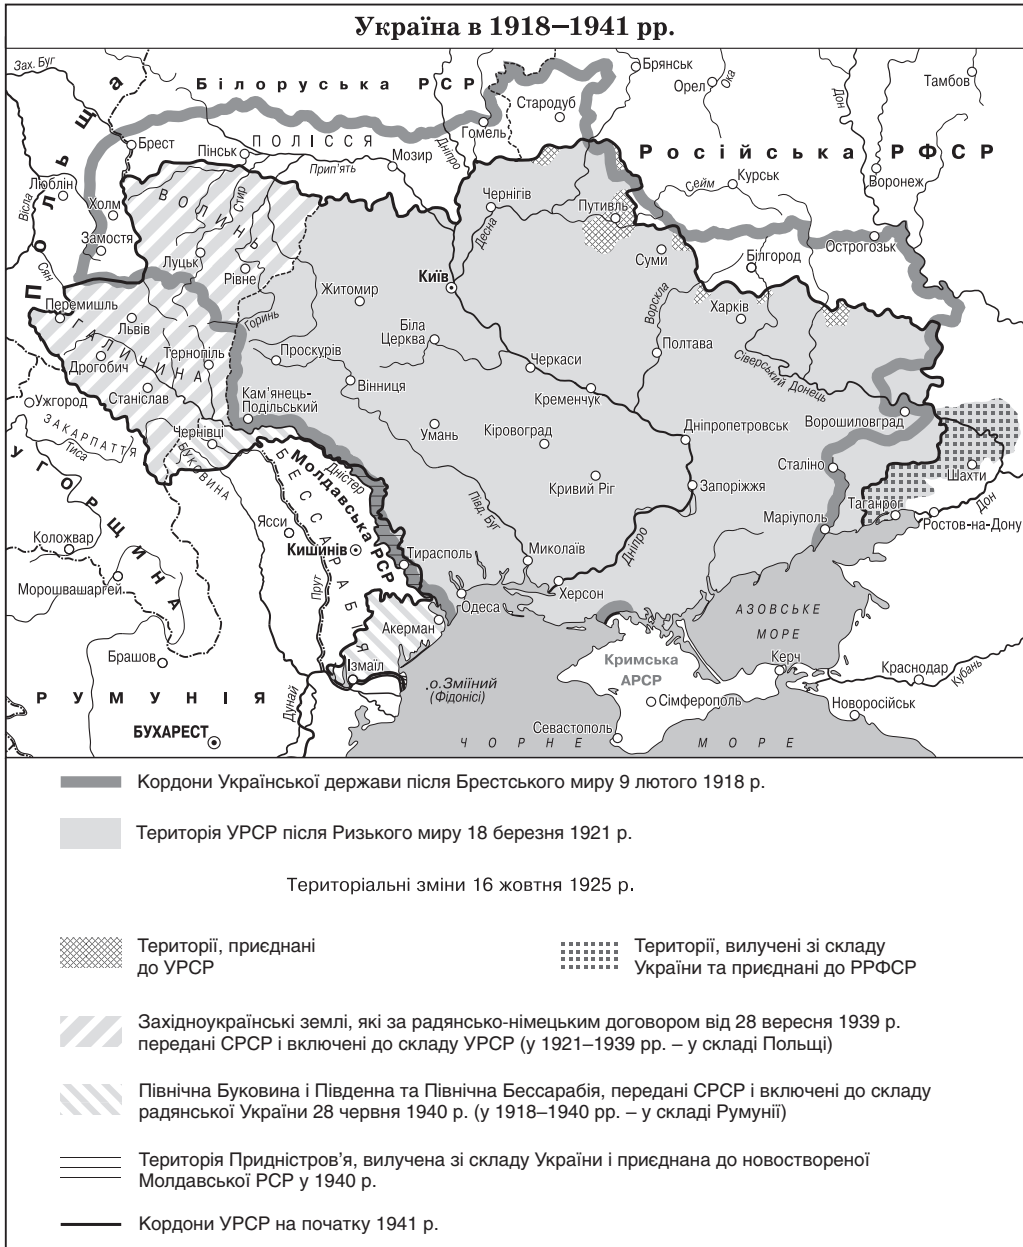 Україна в 1918–1941 рр.
Зах. Буг
Білоруська РСР
Брянськ
Орел
Ока
Дон
Тамбов
Стародуб
Гомель
Дніпро
ПОЛІССЯ
Брест
Пінськ
Прип'ять
Мозир
Польща
Російська РФСР
Воронеж
Курськ
Сейм
Люблін
Вісла
Холм
Замостя
ВОЛИНЬ
Стир
Чернігів
Десна
Путивль
Суми
Острогозьк
Білгород
Луцьк
Рівне
Сян
Київ
Житомир
Ворскла
Харків
Перемишль
Львів
Горинь
Біла
Церква
Полтава
ГАЛИЧИНА
Дрогобич
Тернопіль
Проскурів
Черкаси
Сіверський Донець
Вінниця
Станіслав
Кам'янець-
Подільський
Кременчук
Ужгород
Ворошиловград
ЗАКАРПАТТЯ
Тиса
Чернівці
Умань
Кіровоград
Дніпропетровськ
БУКОВИНА
Сталіно
Шахти
УГОРЩИНА
БЕССАРАБІЯ
Молдавська РСР
Дністер
Кривий Ріг
Запоріжжя
Півд. Буг
Таганрог
Дон
Ростов-на-Дону
Маріуполь
Ясси
Коложвар
Кишинів
Тирасполь
Миколаїв
Дніпро
Морошвашаргей
Прут
Одеса
Херсон
АЗОВСЬКЕ
МОРЕ
Акерман
Брашов
Ізмаїл
Кримська
АРСР
Керч
Краснодар
Кубань
о. Зміїний
(Фідонісі)
РУМУНІЯ
Дунай
Сімферополь
Новоросійськ
БУХАРЕСТ
Севастополь
ЧОРНЕ МОРЕ
Кордони Української держави після Брестського миру 9 лютого 1918 р.
Територія УРСР після Ризького миру 18 березня 1921 р.
Територіальні зміни 16 жовтня 1925 р.
Території, приєднані
до УРСР
Території, вилучені зі складу
України та приєднані до РРФСР
Західноукраїнські землі, які за радянсько-німецьким договором від 28 вересня 1939 р.
передані СРСР і включені до складу УРСР (у 1921–1939 рр. – у складі Польщі)
Північна Буковина і Південна та Північна Бессарабія, передані СРСР і включені до складу
радянської України 28 червня 1940 р. (у 1918–1940 рр. – у складі Румунії)
Територія Придністров'я, вилучена зі складу України і приєднана до новоствореної
Молдавської РСР у 1940 р.
Кордони УРСР на початку 1941 р.